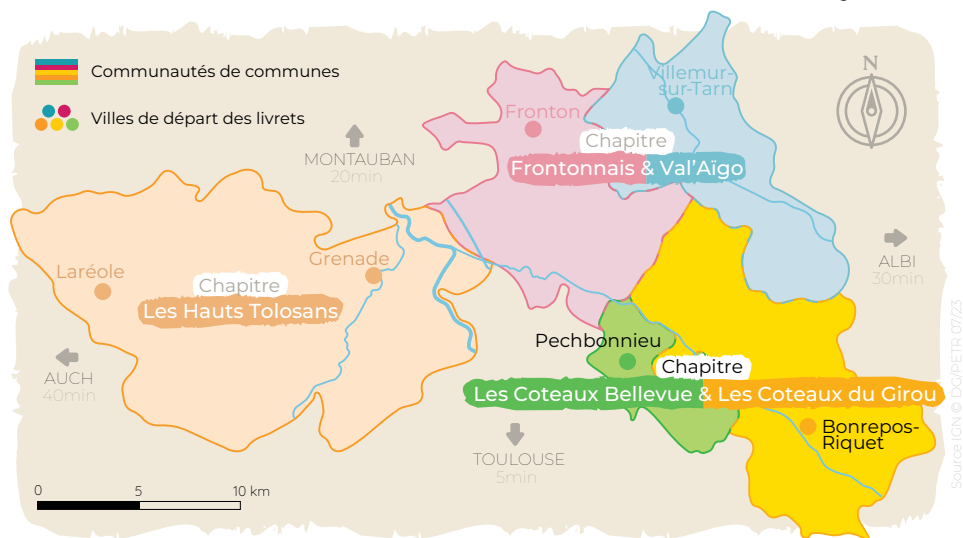 Communautés de communes
Villes de départ des livrets
N
Villemur-
sur-Tarn
Fronton
Chapitre
Frontonnais & Val’Aïgo
MONTAUBAN
20min
ALBI
30min
Laréole
Grenade
Chapitre
Les Hauts Tolosans
Pechbonnieu
Chapitre
Les Coteaux Bellevue & Les Coteaux du Girou
AUCH
40min
Bonrepos-
Riquet
TOULOUSE
5min
0 5 10 km
Source IGN © DG/PETR 07/23